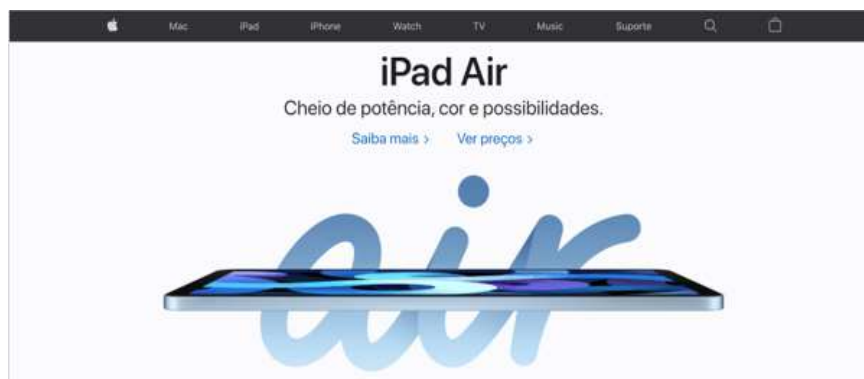 Mac iPad iPhone Watch TV Music Suporte
iPad Air
Cheio de potência, cor e possibilidades.
Saiba mais > Ver preços >
air